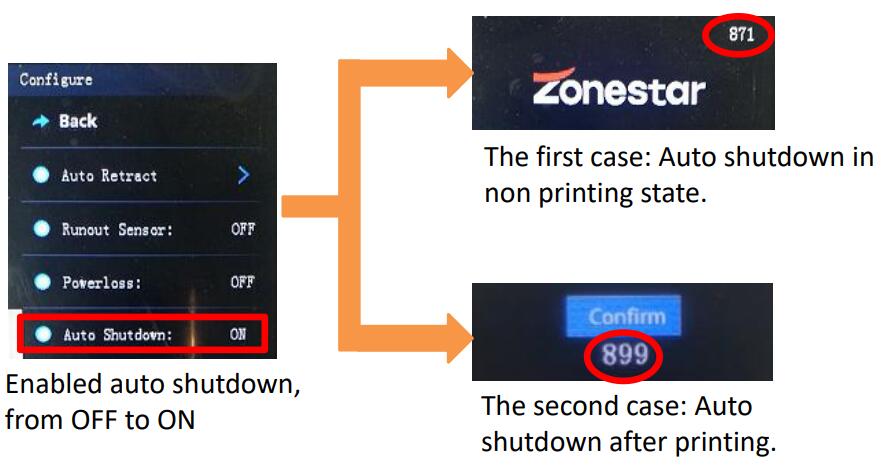 Configure
Back
Auto Retract
Runout Sensor: OFF
Powerloss: OFF
Auto Shutdown: ON
Enabled auto shutdown,
from OFF to ON
871
Zonestar
The first case: Auto shutdown in
non printing state.
Confirm
899
The second case: Auto
shutdown after printing.